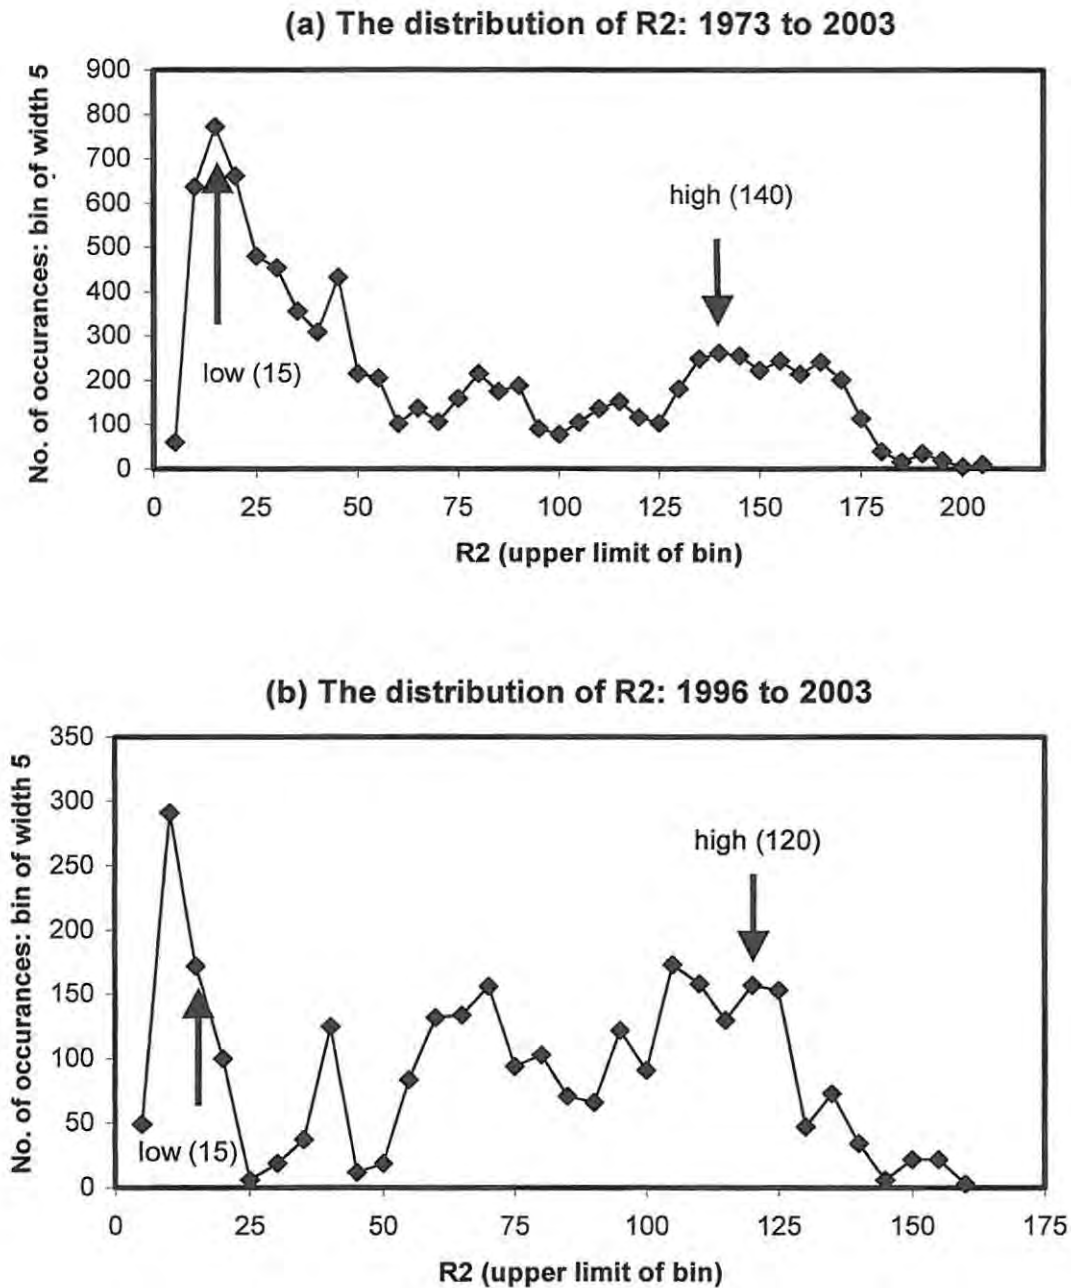 (a) The distribution of R2: 1973 to 2003
No. of occurances: bin of width 5
900
800
700
600
500
400
300
200
100
0
high (140)
low (15)
0 25 50 75 100 125 150 175 200
R2 (upper limit of bin)
(b) The distribution of R2: 1996 to 2003
No. of occurances: bin of width 5
350
300
250
200
150
100
50
0
high (120)
low (15)
0 25 50 75 100 125 150 175
R2 (upper limit of bin)